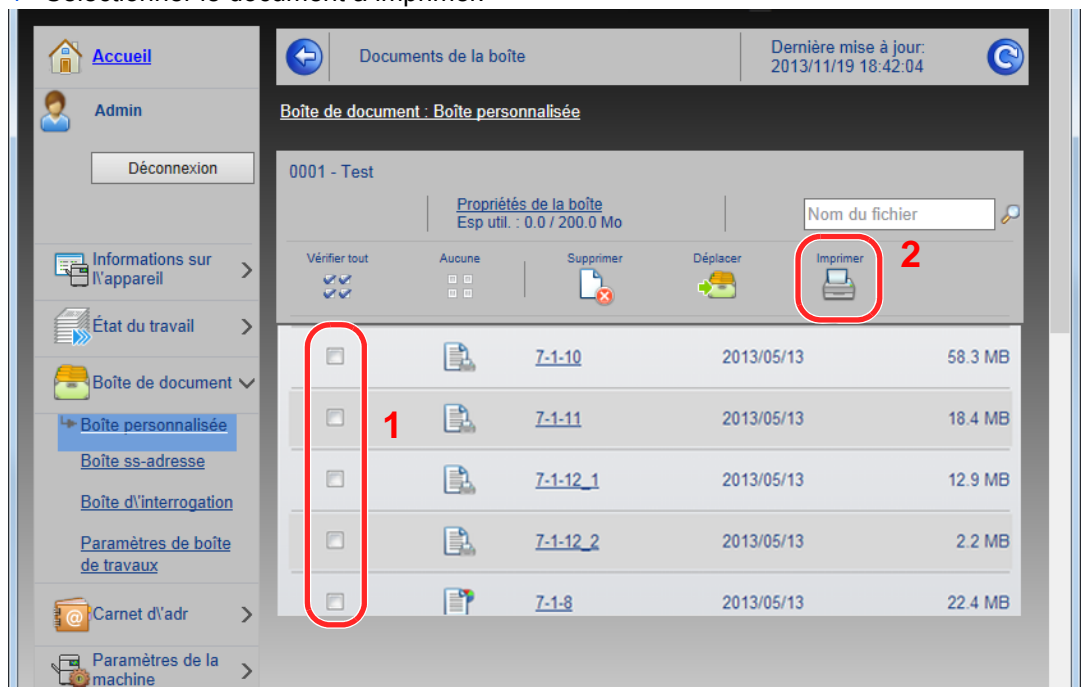 Accueil
Admin
Déconnexion
Informations sur
l\'appareil
État du travail
Boîte de document
Boîte personnalisée
Boîte ss-adresse
Boîte d\'interrogation
Paramètres de boîte
de travaux
Carnet d\'adr
Paramètres de la
machine
Documents de la boîte
Dernière mise à jour:
2013/11/19 18:42:04
Boîte de document : Boîte personnalisée
0001 - Test
Propriétés de la boîte
Esp util. : 0.0 / 200.0 Mo
Nom du fichier
Vérifier tout Aucune Supprimer Déplacer Imprimer 2
7-1-10 2013/05/13 58.3 MB
1 7-1-11 2013/05/13 18.4 MB
7-1-12_1 2013/05/13 12.9 MB
7-1-12_2 2013/05/13 2.2 MB
7-1-8 2013/05/13 22.4 MB